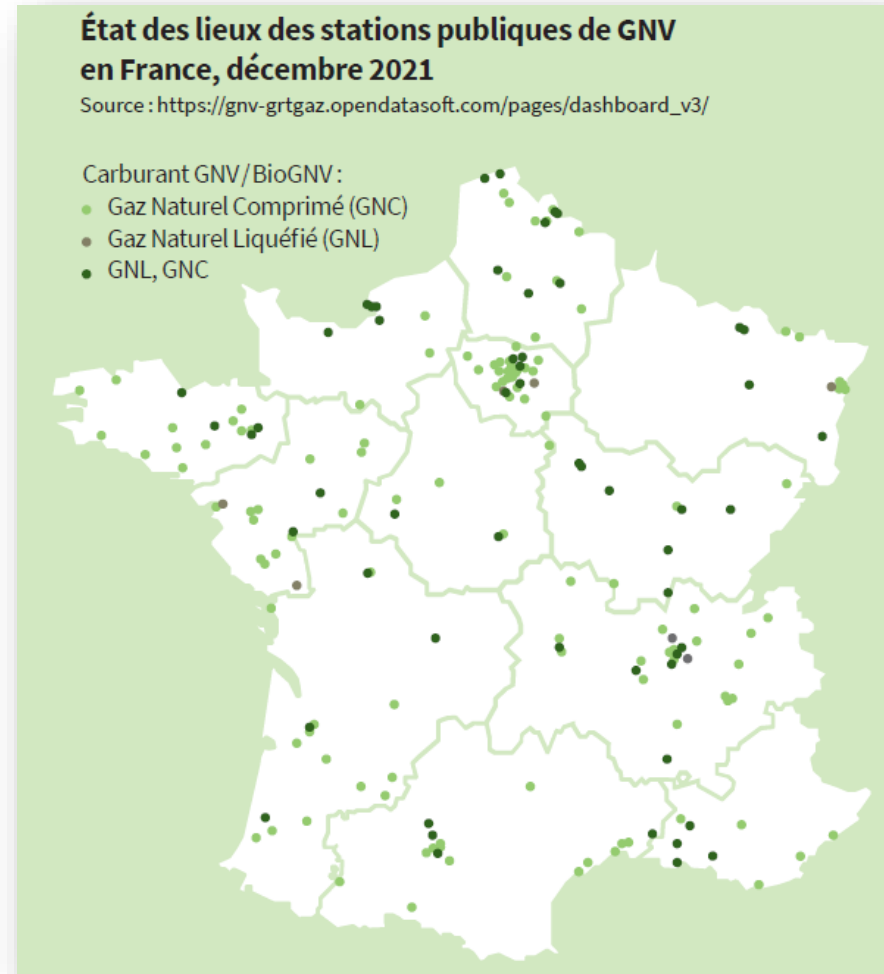 État des lieux des stations publiques de GNV
en France, décembre 2021
Source : https://gnv-grtgaz.opendatasoft.com/pages/dashboard_v3/
Carburant GNV/BioGNV :
Gaz Naturel Comprimé (GNC)
Gaz Naturel Liquéfié (GNL)
GNL, GNC